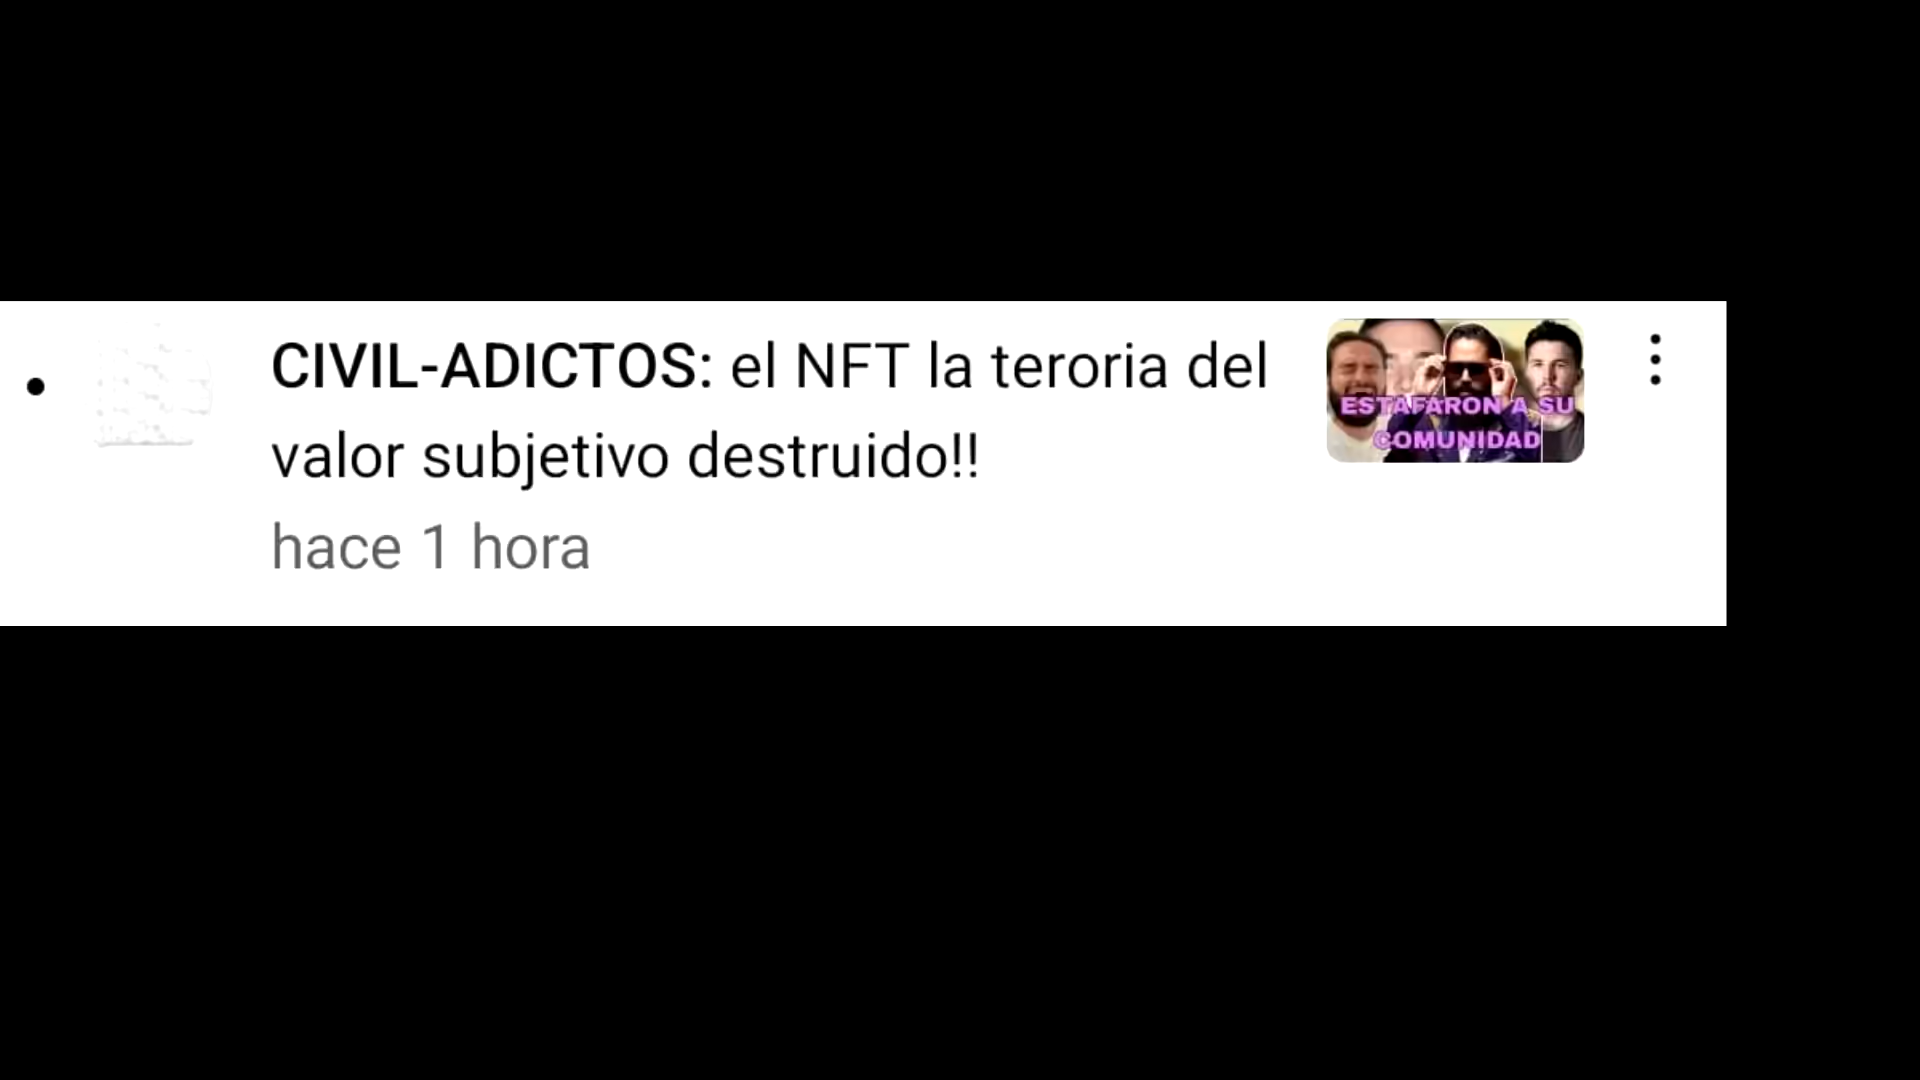 CIVIL-ADICTOS: el NFT la teroria del
valor subjetivo destruido!!
hace 1 hora
ESTAFARON A SU
COMUNIDAD